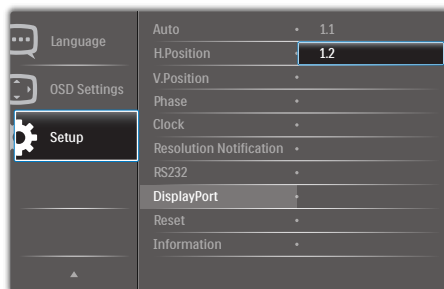 Language
OSD Settings
Setup
Auto
H.Position
V.Position
Phase
Clock
Resolution Notification
RS232
DisplayPort
Reset
Information
1.1
1.2